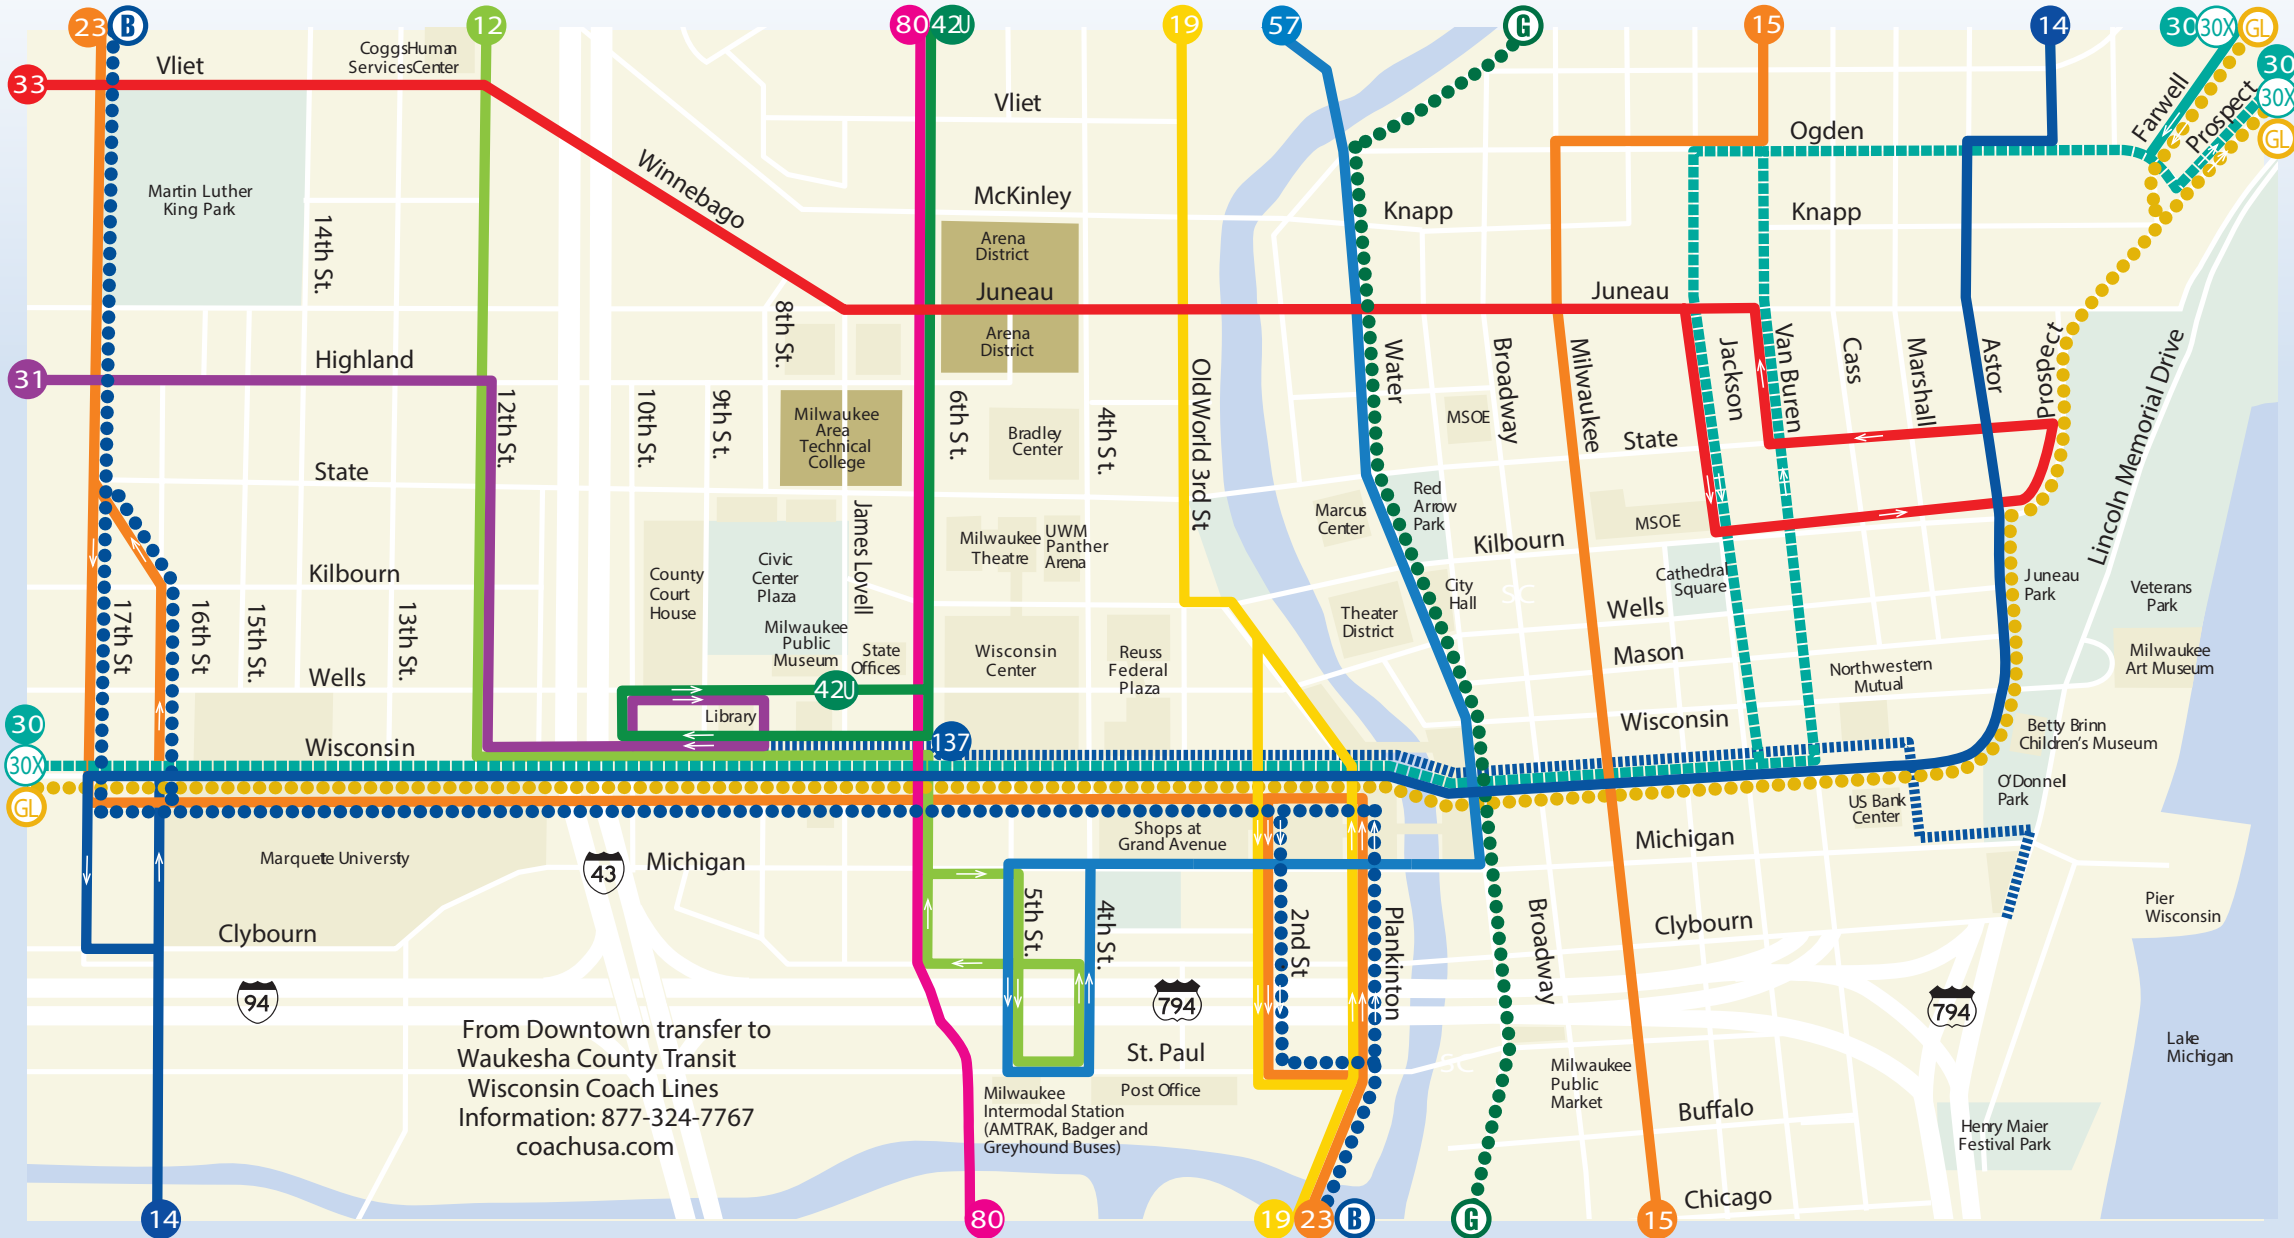 23
B
12
80
42U
19
57
G
15
14
30
30X
GL
30
30X
GL
33
Vliet
CoggsHuman
ServicesCenter
Vliet
Ogden
Farwell
Prospect
Martin Luther
King Park
14th St.
Winnebago
McKinley
Knapp
Knapp
Arena
District
Juneau
Arena
District
Juneau
8th St.
31
Highland
12th St.
10th St.
9th St.
Milwaukee
Area
Technical
College
6th St.
Bradley
Center
4th St.
Old World 3rd St
Water
Broadway
Milwaukee
Jackson
Van Buren
Cass
Marshall
Astor
Prospect
Lincoln Memorial Drive
MSOE
State
State
Red
Arrow
Park
Marcus
Center
MSOE
Kilbourn
James Lovell
Milwaukee
Theatre
UWM
Panther
Arena
Civic
Center
Plaza
County
Court
House
Kilbourn
17th St
16th St
15th St.
13th St.
Cathedral
Square
Juneau
Park
Veterans
Park
City
Hall
SC
Wells
Theater
District
Milwaukee
Public
Museum
State
Offices
Wisconsin
Center
Reuss
Federal
Plaza
Mason
Northwestern
Mutual
Milwaukee
Art Museum
Wells
42U
Library
Wisconsin
Betty Brinn
Children's Museum
30
30X
GL
Wisconsin
137
O'Donnel
Park
US Bank
Center
Shops at
Grand Avenue
Michigan
Marquette University
43
Michigan
5th St.
4th St.
2nd St
Plankinton
Broadway
Clybourn
Clybourn
Pier
Wisconsin
94
794
794
From Downtown transfer to
Waukesha County Transit
Wisconsin Coach Lines
Information: 877-324-7767
coachusa.com
St. Paul
SC
Lake
Michigan
Post Office
Milwaukee
Intermodal Station
(AMTRAK, Badger and
Greyhound Buses)
Milwaukee
Public
Market
Buffalo
Henry Maier
Festival Park
Chicago
14
80
19
23
B
G
15